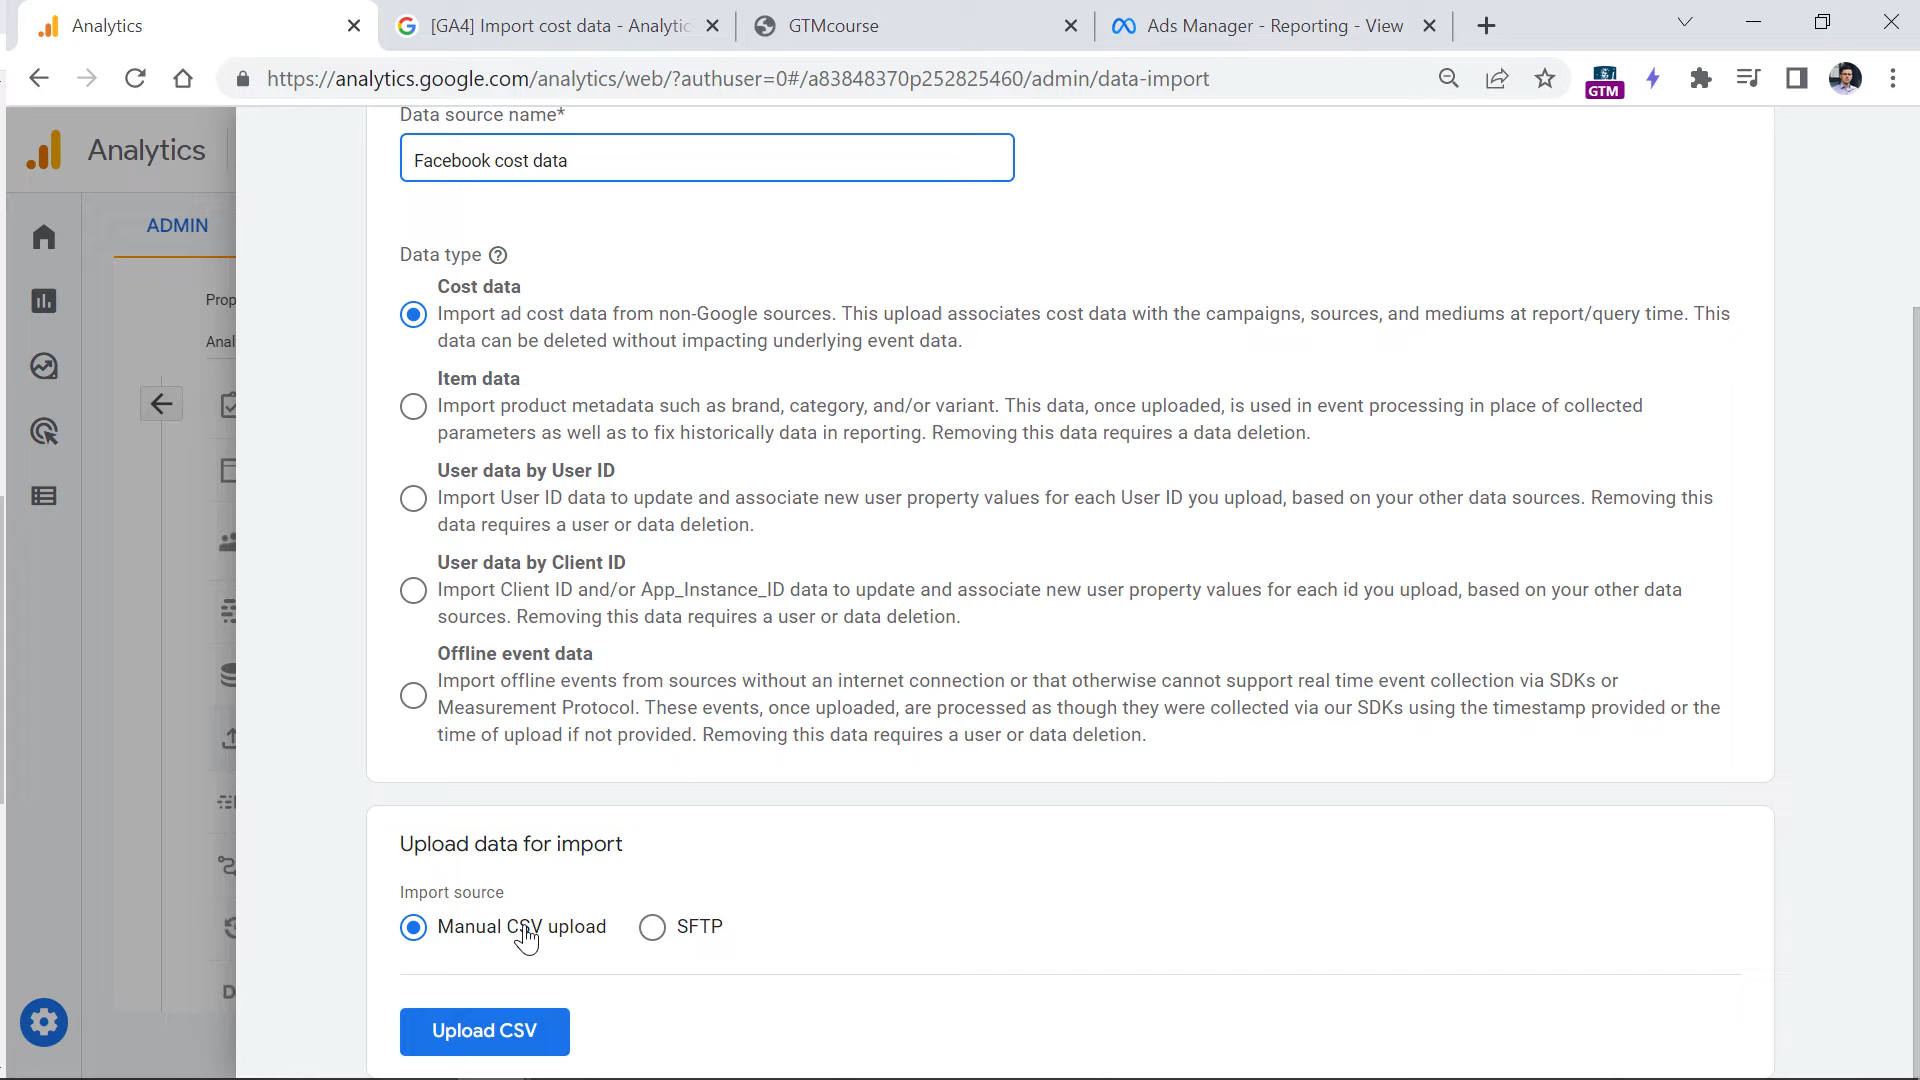 Analytics
[GA4] Import cost data - Analytic
GTMcourse
Ads Manager - Reporting - View
https://analytics.google.com/analytics/web/?authuser=0#/a83848370p252825460/admin/data-import
GTM
Analytics
ADMIN
Prop
Anal
D
Data source name*
Facebook cost data
Data type
Cost data
Import ad cost data from non-Google sources. This upload associates cost data with the campaigns, sources, and mediums at report/query time. This
data can be deleted without impacting underlying event data.
Item data
Import product metadata such as brand, category, and/or variant. This data, once uploaded, is used in event processing in place of collected
parameters as well as to fix historically data in reporting. Removing this data requires a data deletion.
User data by User ID
Import User ID data to update and associate new user property values for each User ID you upload, based on your other data sources. Removing this
data requires a user or data deletion.
User data by Client ID
Import Client ID and/or App_Instance_ID data to update and associate new user property values for each id you upload, based on your other data
sources. Removing this data requires a user or data deletion.
Offline event data
Import offline events from sources without an internet connection or that otherwise cannot support real time event collection via SDKs or
Measurement Protocol. These events, once uploaded, are processed as though they were collected via our SDKs using the timestamp provided or the
time of upload if not provided. Removing this data requires a user or data deletion.
Upload data for import
Import source
Manual CSV upload
SFTP
Upload CSV